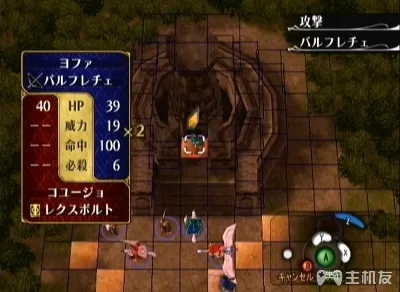 攻撃
バルフレチェ
ヨファ
バルフレチェ
40 HP 39
-- 威力 19 ×2
-- 命中 100
-- 必殺 6
ココージョ
レクスボルト
X
A
B
キャンセル
主机友